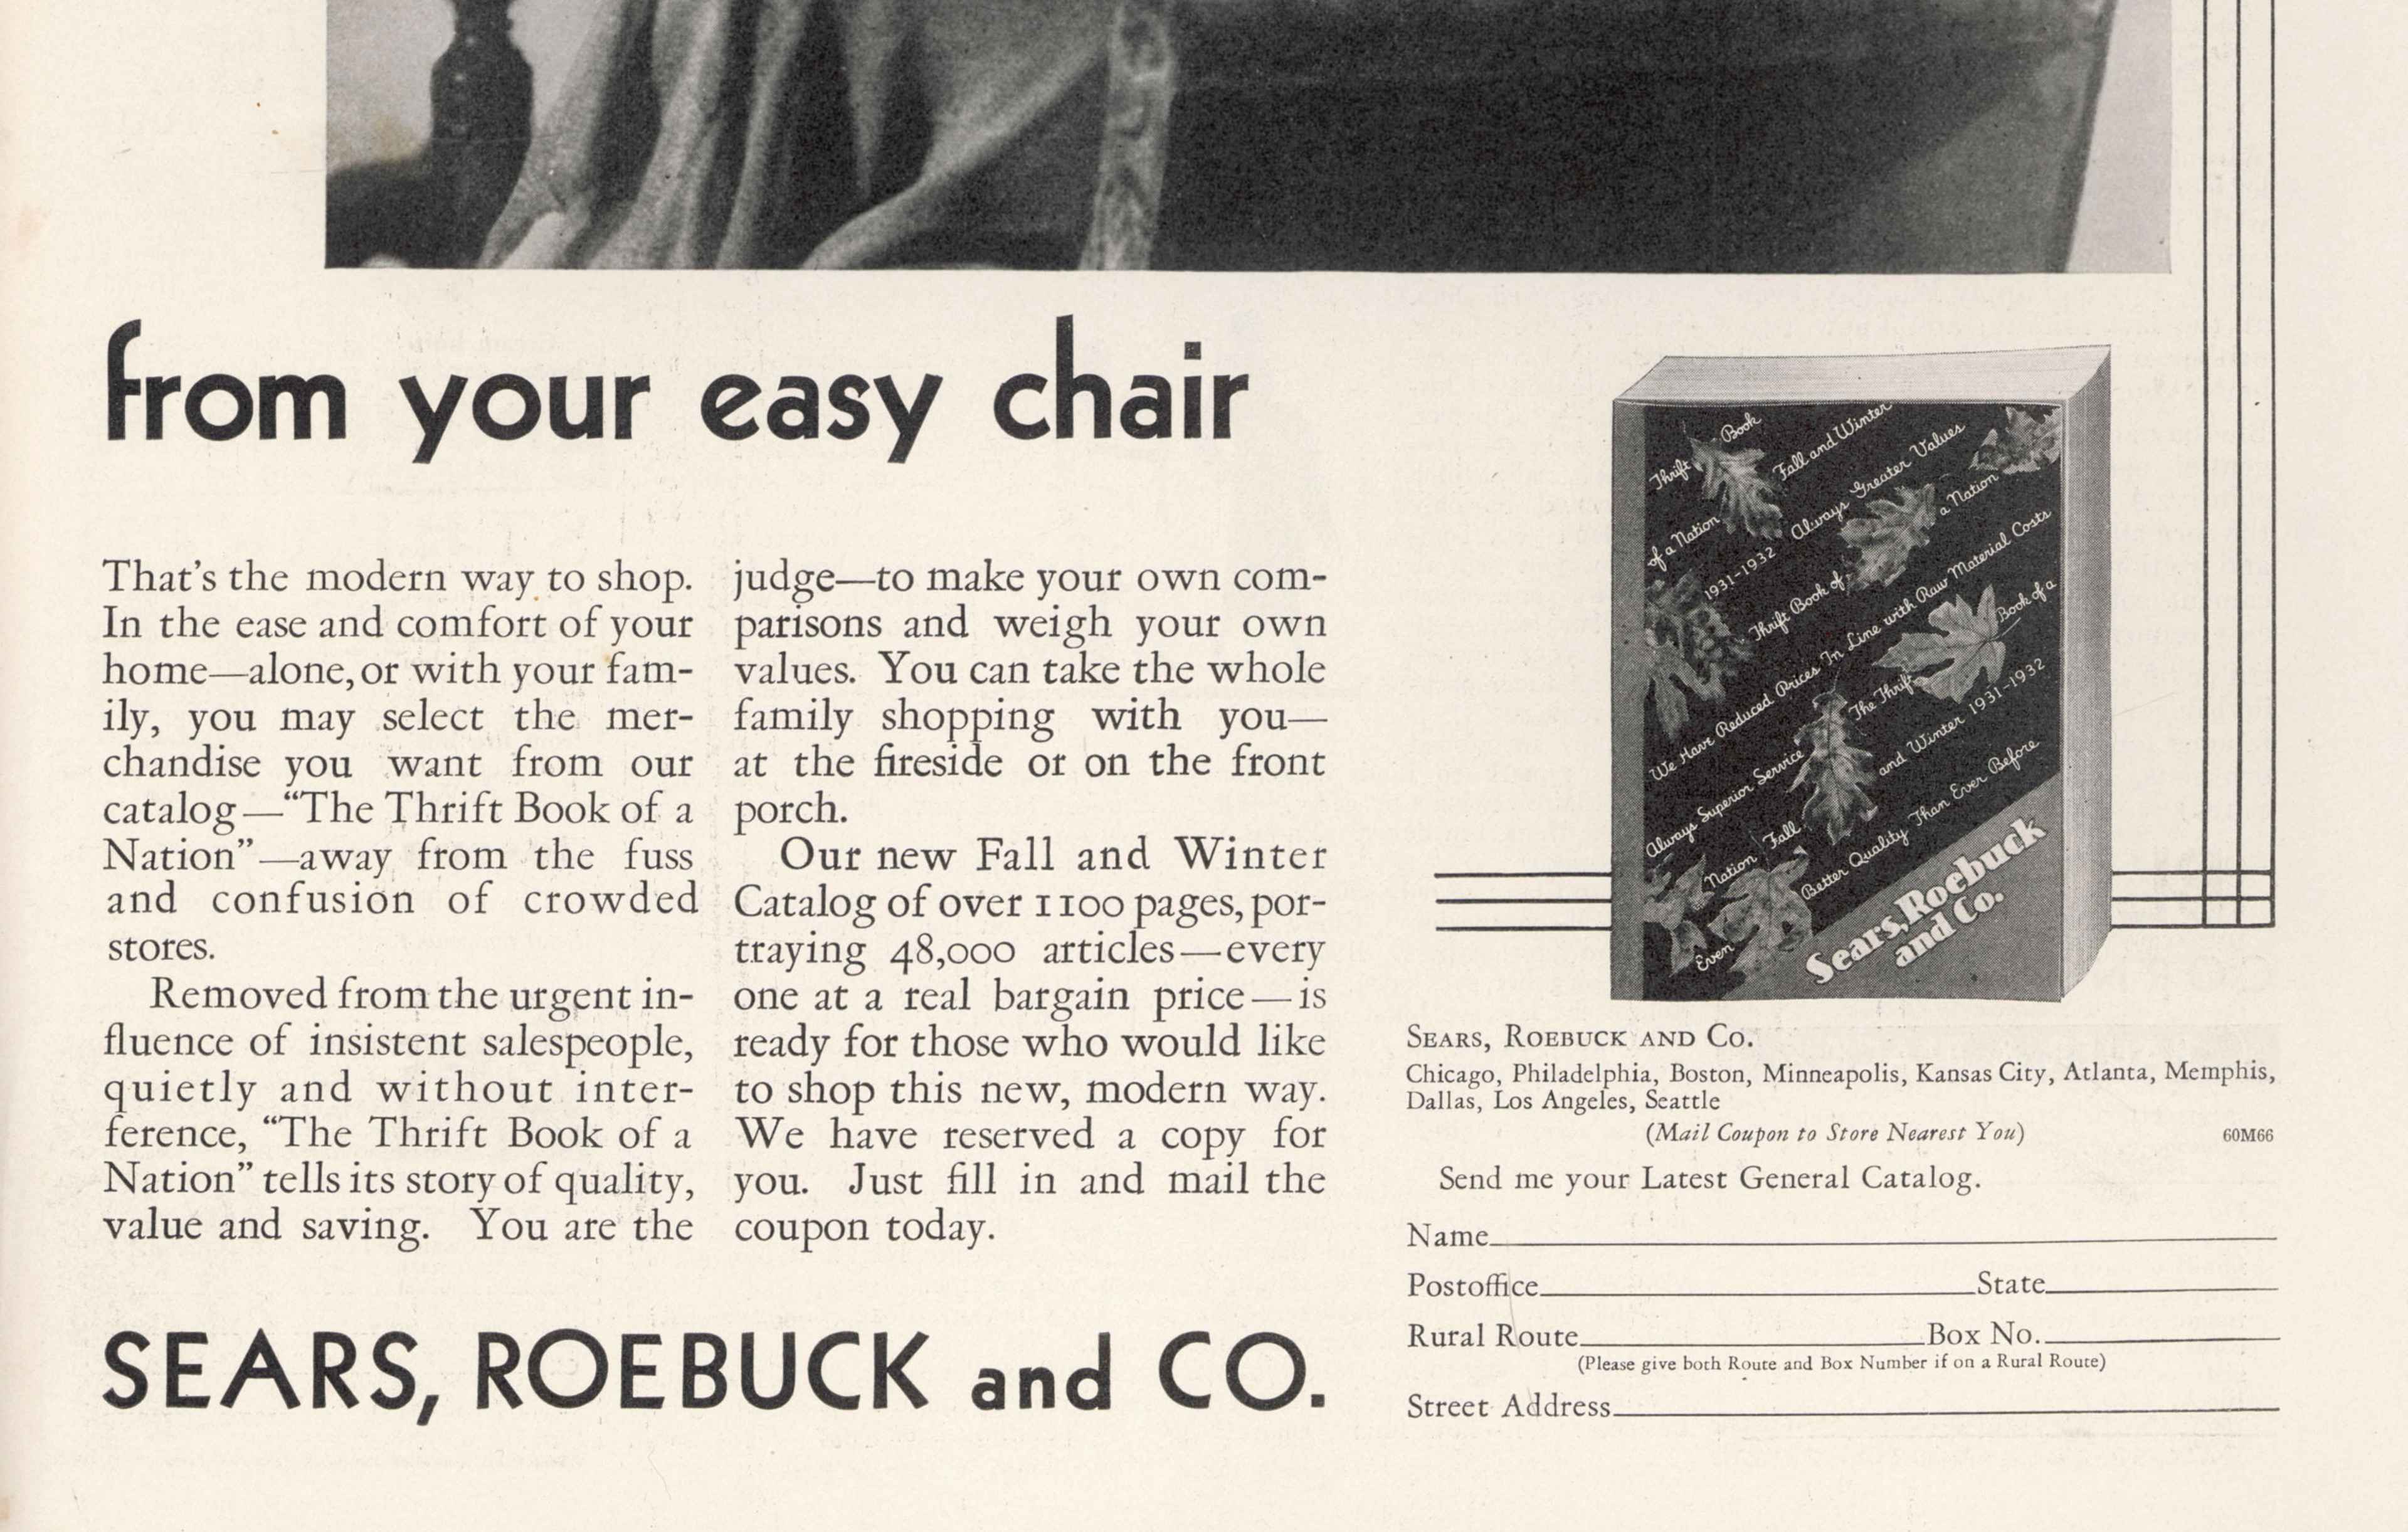 from your easy chair
That's the modern way to shop.
In the ease and comfort of your
home—alone, or with your fam-
ily, you may select the mer-
chandise you want from our
catalog—“The Thrift Book of a
Nation”—away from the fuss
and confusion of crowded
stores.
Removed from the urgent in-
fluence of insistent salespeople,
quietly and without inter-
ference, “The Thrift Book of a
Nation” tells its story of quality,
value and saving. You are the
judge—to make your own com-
parisons and weigh your own
values. You can take the whole
family shopping with you—
at the fireside or on the front
porch.
Our new Fall and Winter
Catalog of over 1100 pages, por-
traying 48,000 articles—every
one at a real bargain price—is
ready for those who would like
to shop this new, modern way.
We have reserved a copy for
you. Just fill in and mail the
coupon today.
SEARS, ROEBUCK and CO.
Thrift Book
of a Nation Fall and Winter
1931-1932 Always Greater Values
Thrift Book of a Nation
We Have Reduced Prices In Line with Raw Material Costs
Always Superior Service The Thrift Book of a
Nation Fall and Winter 1931-1932
Even Better Quality Than Ever Before
Sears, Roebuck
and Co.
SEARS, ROEBUCK AND CO.
Chicago, Philadelphia, Boston, Minneapolis, Kansas City, Atlanta, Memphis,
Dallas, Los Angeles, Seattle
(Mail Coupon to Store Nearest You) 60M66
Send me your Latest General Catalog.
Name
Postoffice State
Rural Route Box No.
(Please give both Route and Box Number if on a Rural Route)
Street Address